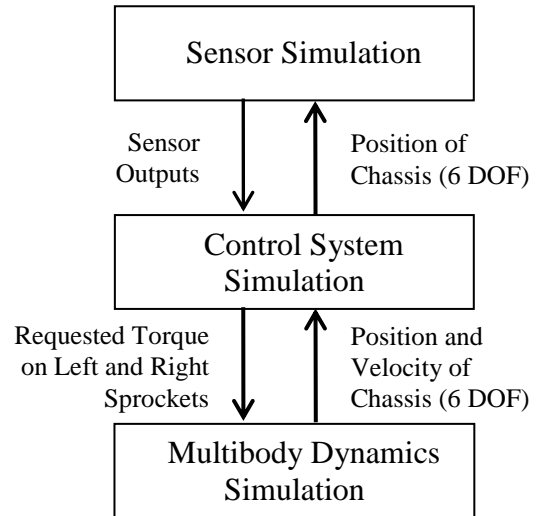 Sensor Simulation
Sensor
Outputs
Position of
Chassis (6 DOF)
Control System
Simulation
Requested Torque
on Left and Right
Sprockets
Position and
Velocity of
Chassis (6 DOF)
Multibody Dynamics
Simulation